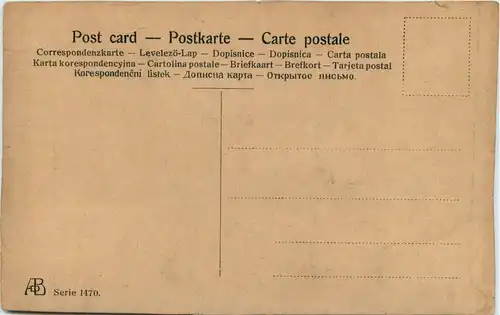 Post card — Postkarte — Carte postale
Correspondenzkarte — Levelező-Lap — Dopisnice — Dopisnica — Carta postala
Karta korespondencyjna — Cartolina postale — Briefkaart — Brefkort — Tarjeta postal
Korespondenční lístek — Дописна карта — Открытое письмо.
Serie 1470.